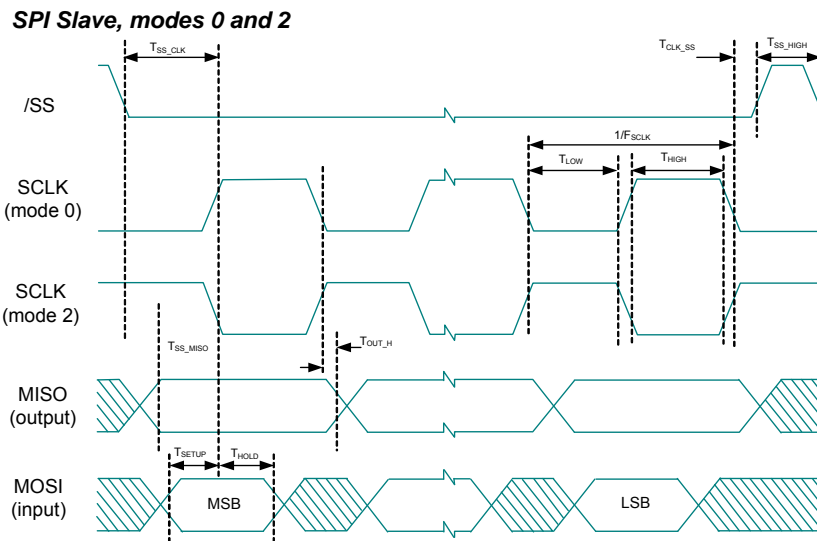 SPI Slave, modes 0 and 2
TSS_CLK
TCLK_SS
TSS_HIGH
/SS
1/FSCLK
TLOW
THIGH
SCLK
(mode 0)
SCLK
(mode 2)
TSS_MISO
TOUT_H
MISO
(output)
TSETUP
THOLD
MOSI
(input)
MSB
LSB